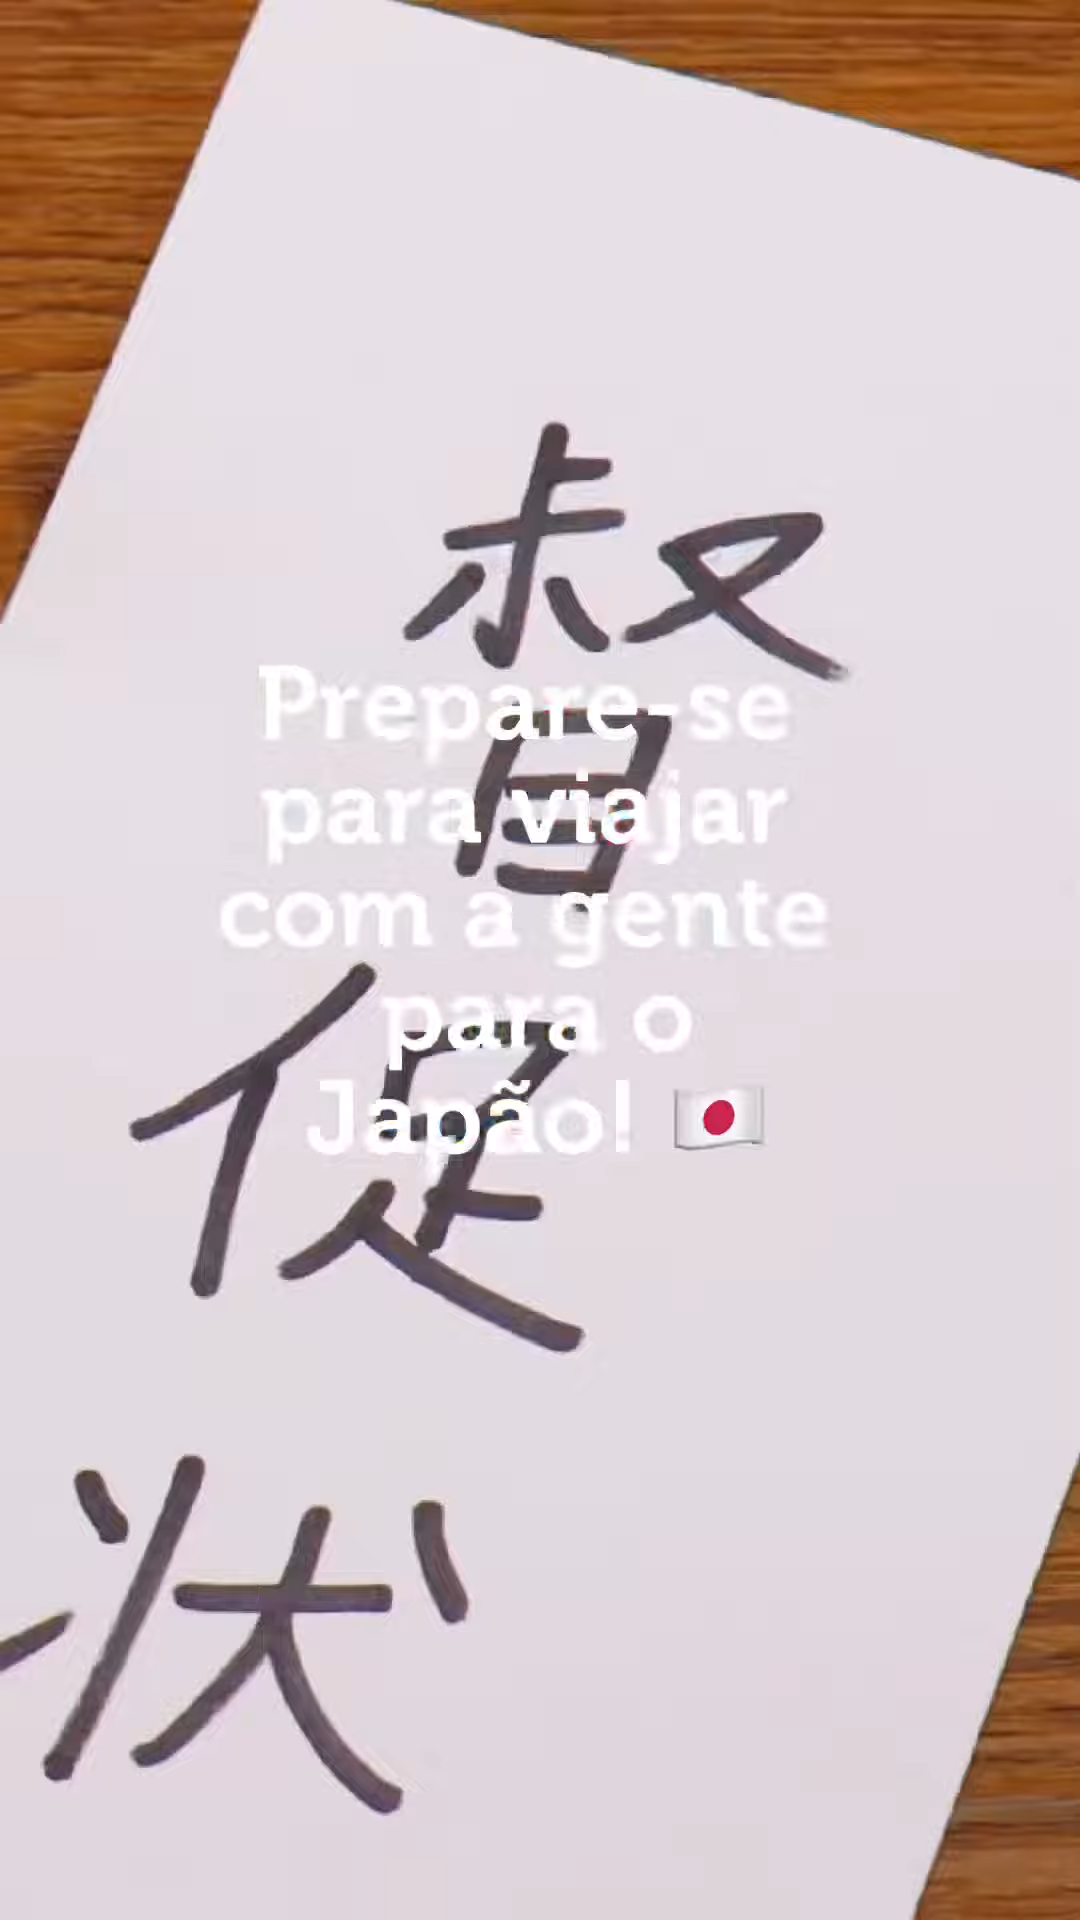 督促状
Prepare-se
para viajar
com a gente
para o
Japão! 🇯🇵